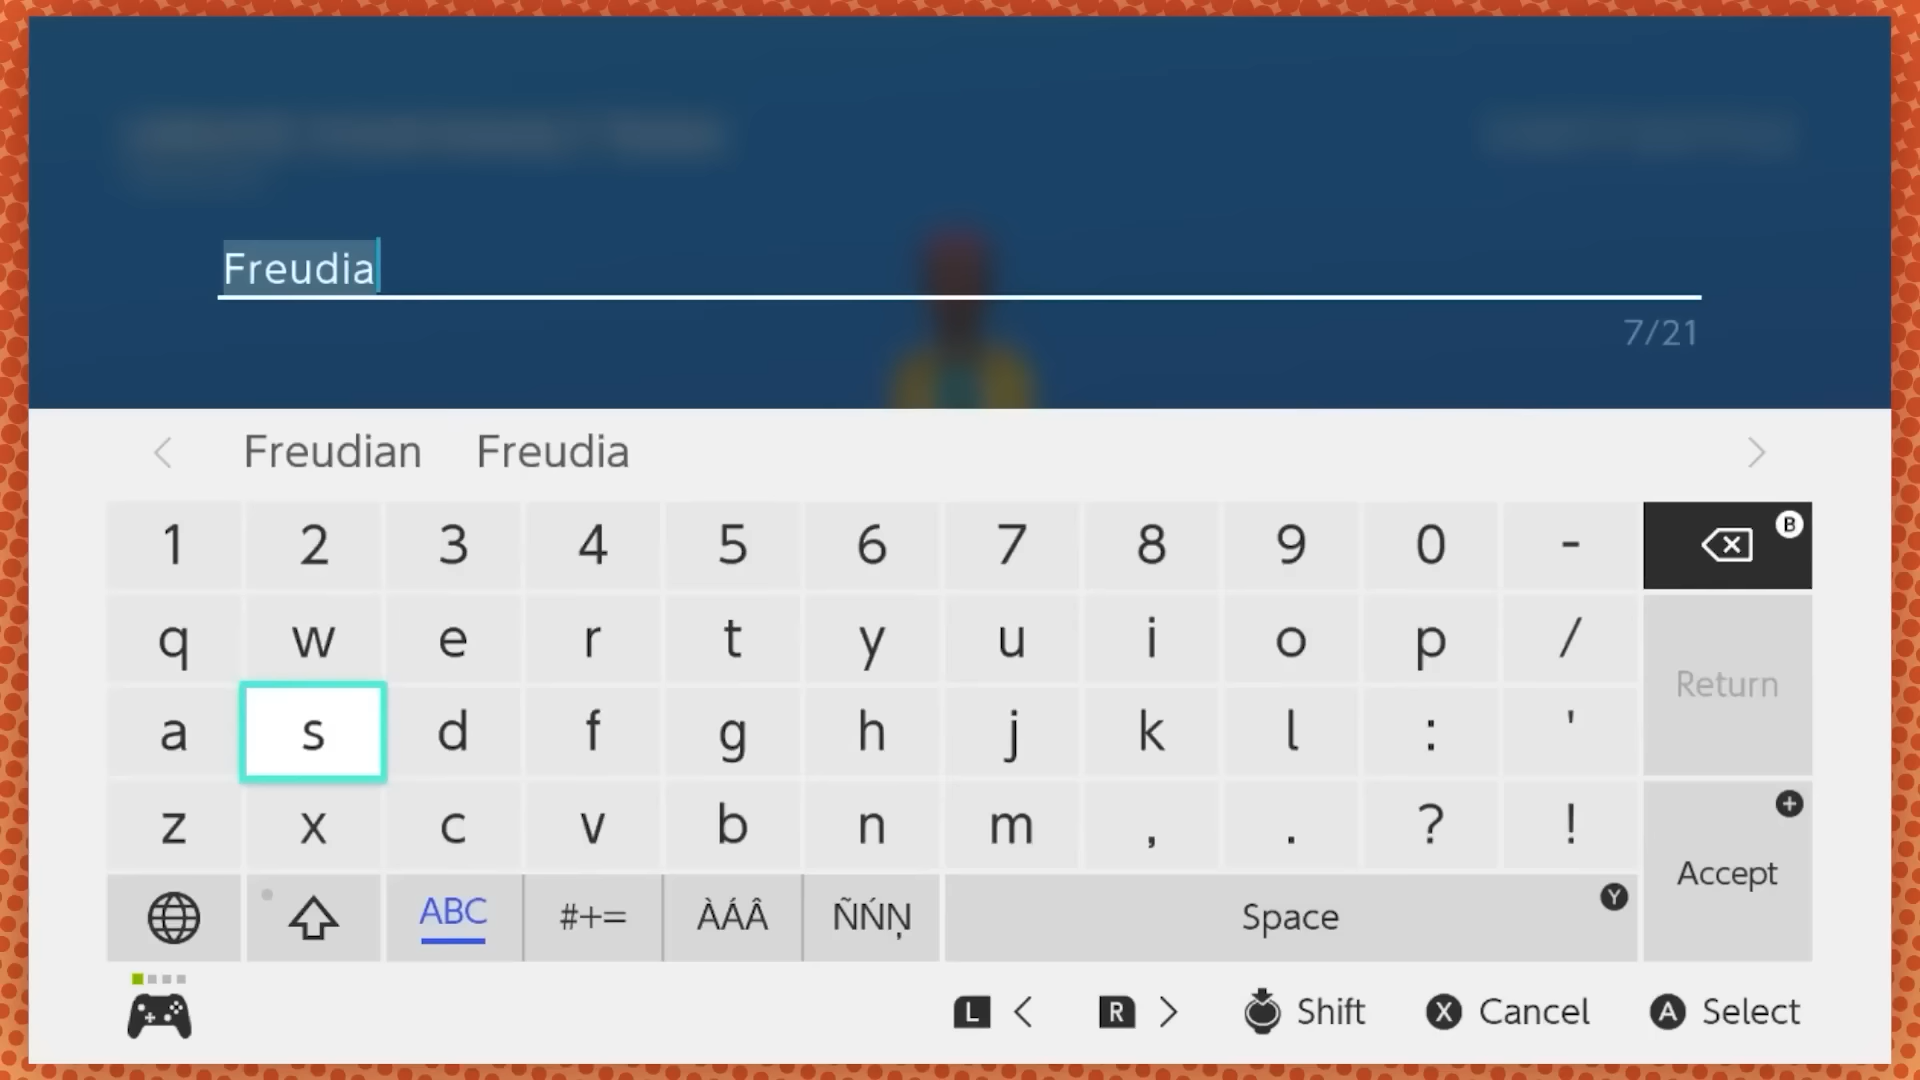 Freudia
7/21
Freudian Freudia
1 2 3 4 5 6 7 8 9 0 - B
q w e r t y u i o p /
Return
a s d f g h j k l : '
z x c v b n m , . ? !
Accept
ABC #+= ÀÁÂ ÑŃŅ Space Y
L < R > Shift X Cancel A Select